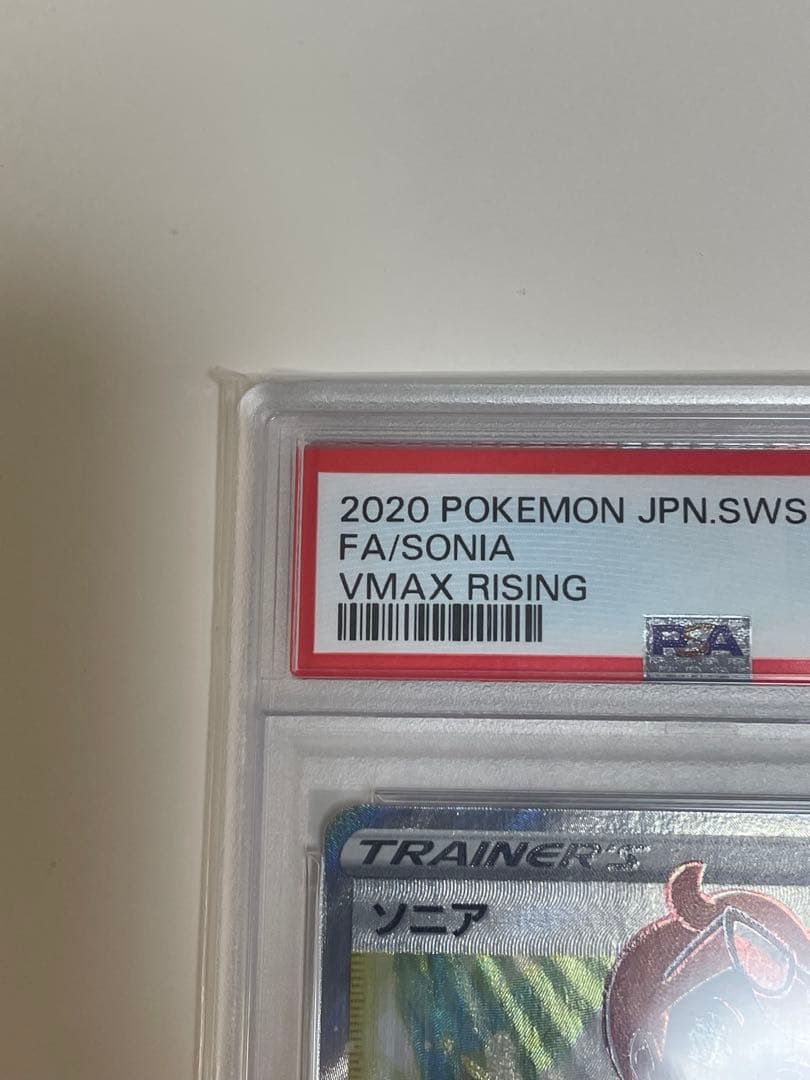 2020 POKEMON JPN.SWS
FA/SONIA
VMAX RISING
PSA
TRAINER'S
ソニア